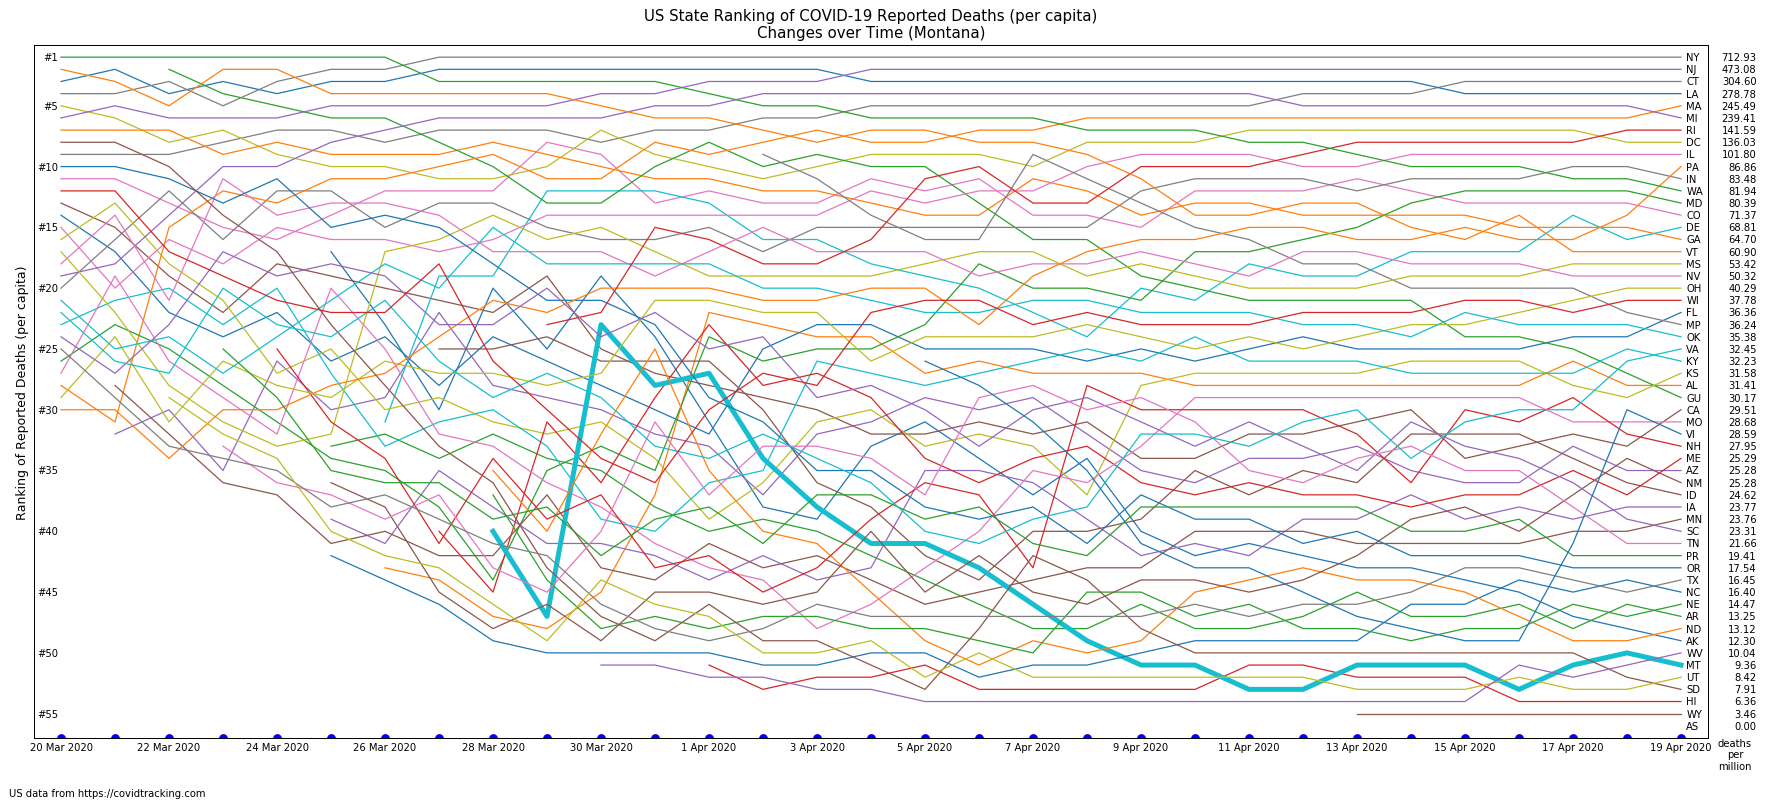 US State Ranking of COVID-19 Reported Deaths (per capita)
Changes over Time (Montana)
Ranking of Reported Deaths (per capita)
#1
#5
#10
#15
#20
#25
#30
#35
#40
#45
#50
#55
NY 712.93
NJ 473.08
CT 304.60
LA 278.78
MA 245.49
MI 239.41
RI 141.59
DC 136.03
IL 101.80
PA 86.86
IN 83.48
WA 81.94
MD 80.39
CO 71.37
DE 68.81
GA 64.70
VT 60.90
MS 53.42
NV 50.32
OH 40.29
WI 37.78
FL 36.36
MP 36.24
OK 35.38
VA 32.45
KY 32.23
KS 31.58
AL 31.41
GU 30.17
CA 29.51
MO 28.68
VI 28.59
NH 27.95
ME 25.29
AZ 25.28
NM 25.28
ID 24.62
IA 23.77
MN 23.76
SC 23.31
TN 21.66
PR 19.41
OR 17.54
TX 16.45
NC 16.40
NE 14.47
AR 13.25
ND 13.12
AK 12.30
WV 10.04
MT 9.36
UT 8.42
SD 7.91
HI 6.36
WY 3.46
AS 0.00
20 Mar 2020 22 Mar 2020 24 Mar 2020 26 Mar 2020 28 Mar 2020 30 Mar 2020 1 Apr 2020 3 Apr 2020 5 Apr 2020 7 Apr 2020 9 Apr 2020 11 Apr 2020 13 Apr 2020 15 Apr 2020 17 Apr 2020 19 Apr 2020
deaths
per
million
US data from https://covidtracking.com